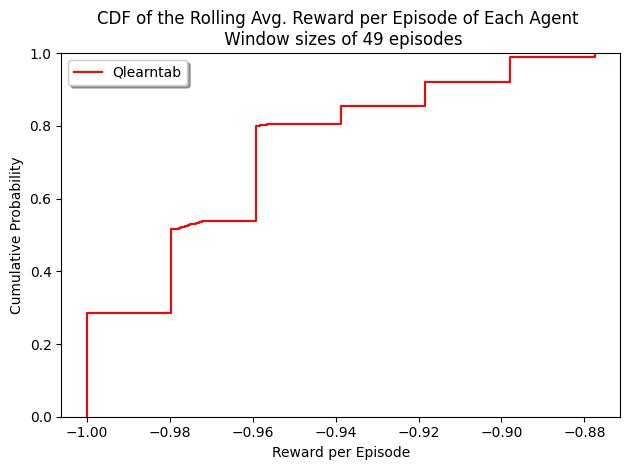 CDF of the Rolling Avg. Reward per Episode of Each Agent
Window sizes of 49 episodes
Qlearntab
1.0
0.8
0.6
0.4
0.2
0.0
Cumulative Probability
−1.00 −0.98 −0.96 −0.94 −0.92 −0.90 −0.88
Reward per Episode